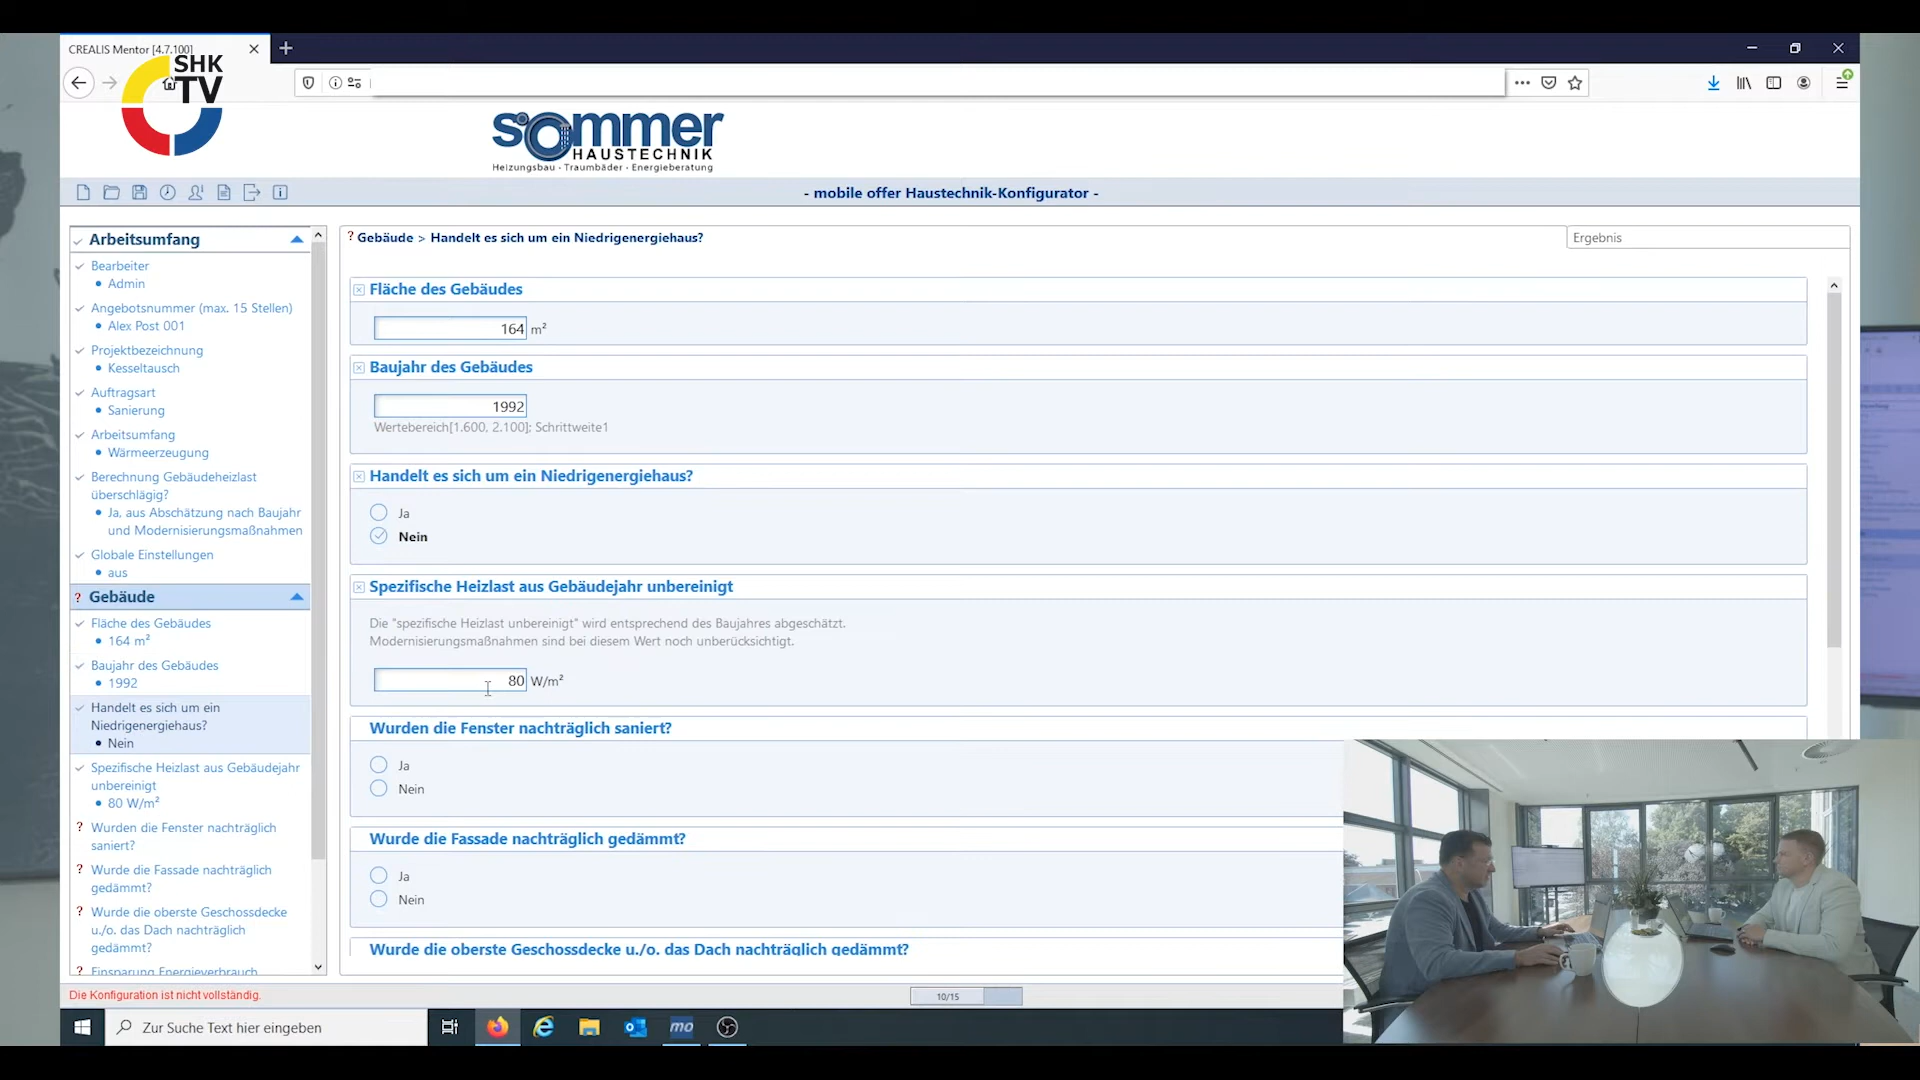 CREALIS Mentor [4.7.100]
SHK
TV
sommer
HAUSTECHNIK
Heizungsbau - Traumbäder - Energieberatung
- mobile offer Haustechnik-Konfigurator -
Arbeitsumfang
Bearbeiter
Admin
Angebotsnummer (max. 15 Stellen)
Alex Post 001
Projektbezeichnung
Kesseltausch
Auftragsart
Sanierung
Arbeitsumfang
Wärmeerzeugung
Berechnung Gebäudeheizlast
überschlägig?
Ja, aus Abschätzung nach Baujahr
und Modernisierungsmaßnahmen
Globale Einstellungen
aus
? Gebäude
Fläche des Gebäudes
164 m²
Baujahr des Gebäudes
1992
Handelt es sich um ein
Niedrigenergiehaus?
Nein
Spezifische Heizlast aus Gebäudejahr
unbereinigt
80 W/m²
? Wurden die Fenster nachträglich
saniert?
? Wurde die Fassade nachträglich
gedämmt?
? Wurde die oberste Geschossdecke
u./o. das Dach nachträglich
gedämmt?
? Einsparung Energieverbrauch
? Gebäude > Handelt es sich um ein Niedrigenergiehaus?
Ergebnis
Fläche des Gebäudes
164 m²
Baujahr des Gebäudes
1992
Wertebereich[1.600, 2.100]; Schrittweite1
Handelt es sich um ein Niedrigenergiehaus?
Ja
Nein
Spezifische Heizlast aus Gebäudejahr unbereinigt
Die "spezifische Heizlast unbereinigt" wird entsprechend des Baujahres abgeschätzt.
Modernisierungsmaßnahmen sind bei diesem Wert noch unberücksichtigt.
80 W/m²
Wurden die Fenster nachträglich saniert?
Ja
Nein
Wurde die Fassade nachträglich gedämmt?
Ja
Nein
Wurde die oberste Geschossdecke u./o. das Dach nachträglich gedämmt?
Die Konfiguration ist nicht vollständig.
10/15
Zur Suche Text hier eingeben
mo